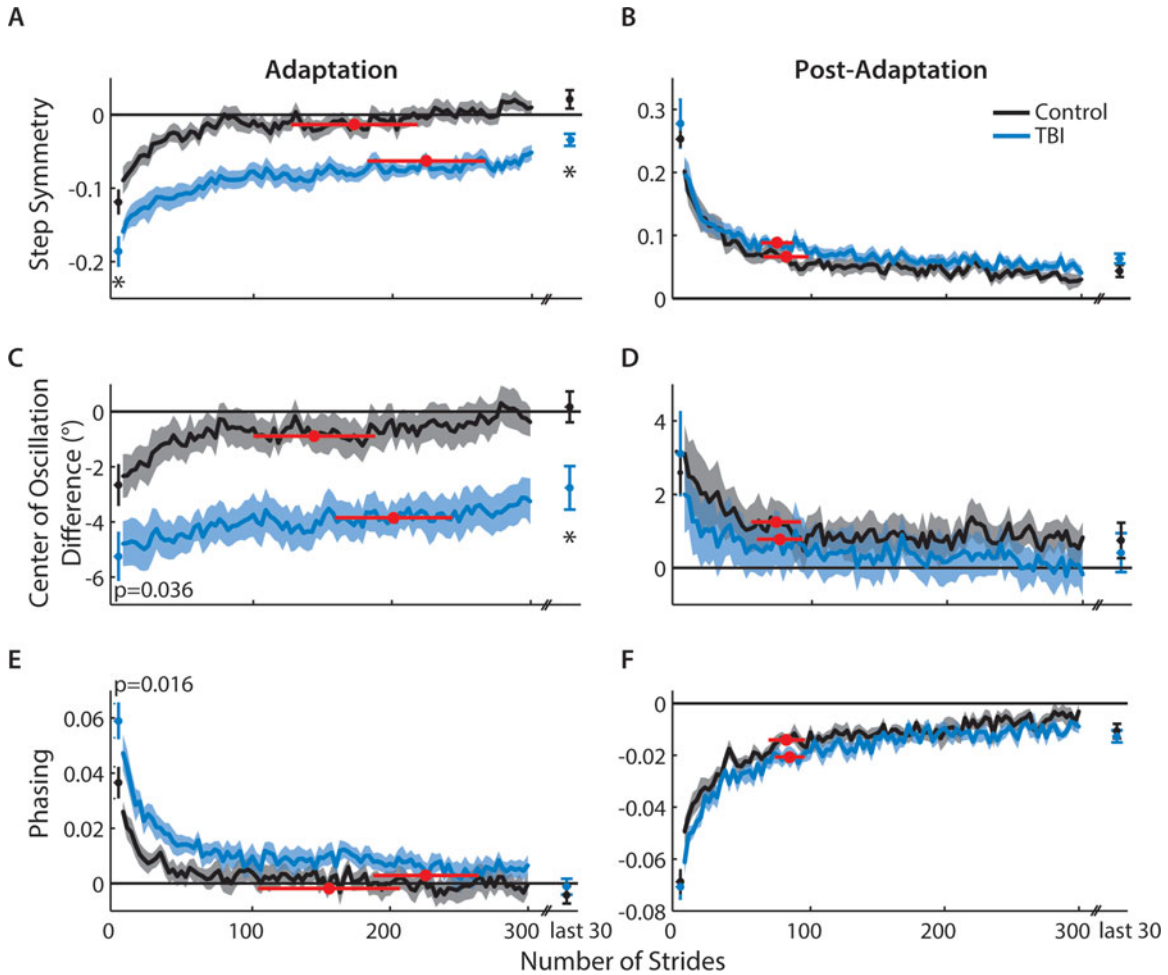 A
B
Adaptation
Post-Adaptation
Step Symmetry
0
-0.1
-0.2
*
*
0.3
0.2
0.1
0
Control
TBI
C
D
Center of Oscillation
Difference (°)
0
-2
-4
-6
p=0.036
*
4
2
0
E
F
Phasing
p=0.016
0.06
0.04
0.02
0
0 100 200 300 last 30
0
-0.02
-0.04
-0.06
-0.08
0 100 200 300 last 30
Number of Strides